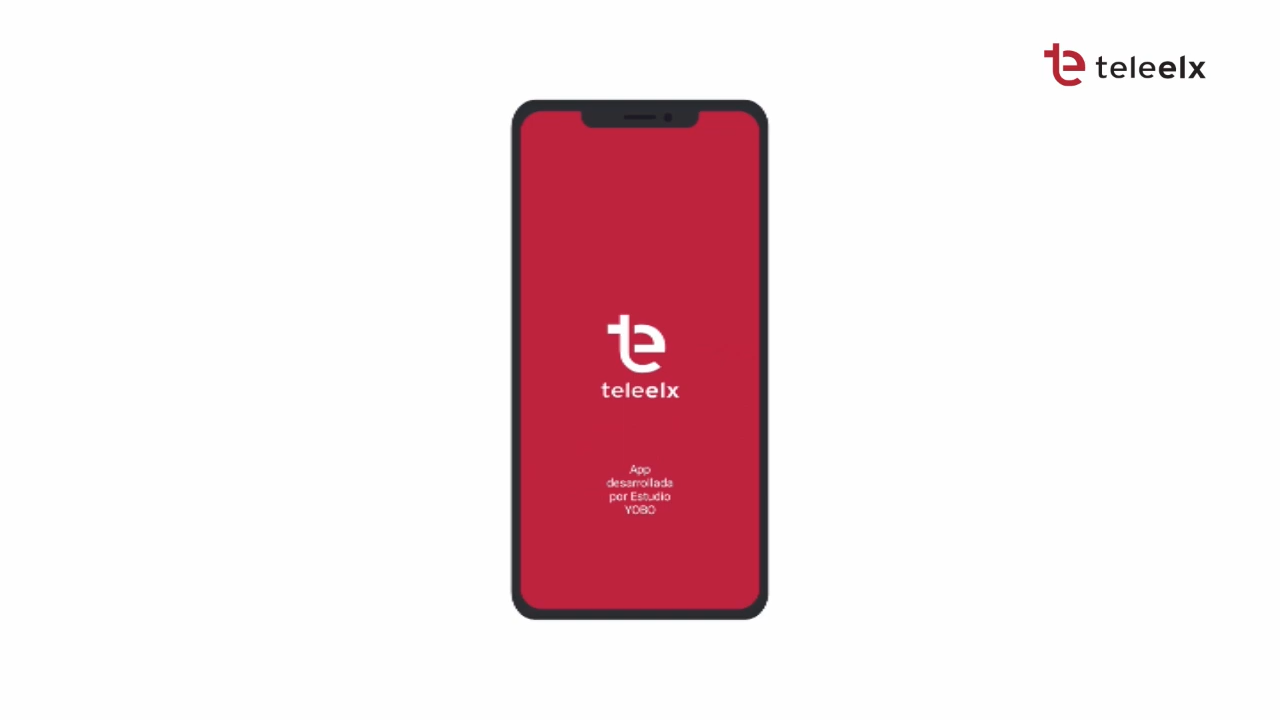 teleelx
teleelx
App
desarrollada
por Estudio
YOBO